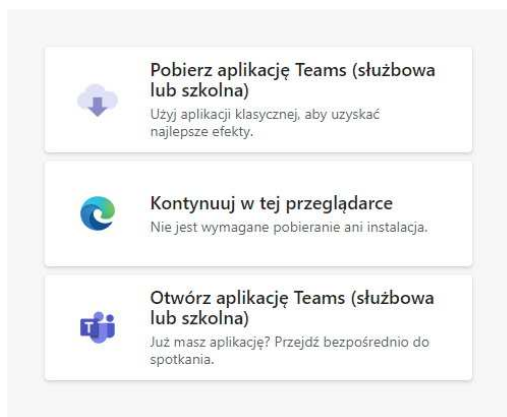 Pobierz aplikację Teams (służbowa
lub szkolna)
Użyj aplikacji klasycznej, aby uzyskać
najlepsze efekty.
Kontynuuj w tej przeglądarce
Nie jest wymagane pobieranie ani instalacja.
Otwórz aplikację Teams (służbowa
lub szkolna)
Już masz aplikację? Przejdź bezpośrednio do
spotkania.